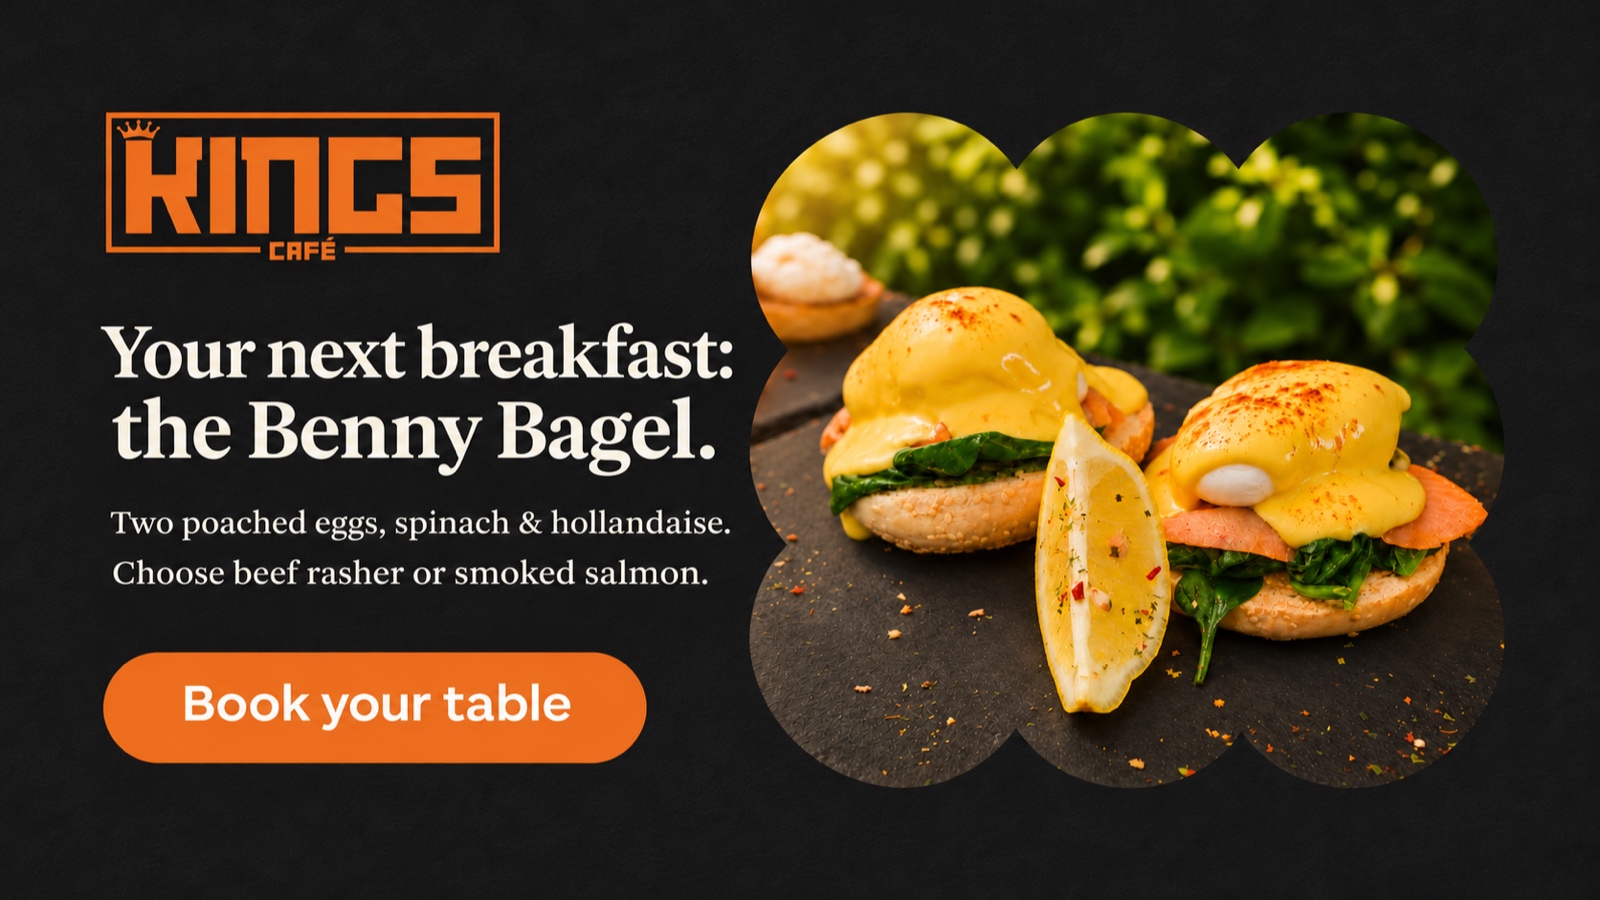 KINGS
CAFÉ
Your next breakfast:
the Benny Bagel.
Two poached eggs, spinach & hollandaise.
Choose beef rasher or smoked salmon.
Book your table